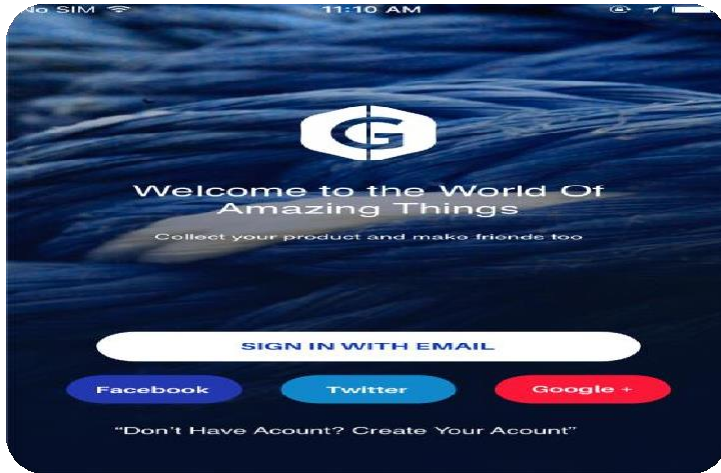 No SIM 11:10 AM
G
Welcome to the World Of
Amazing Things
Collect your product and make friends too
SIGN IN WITH EMAIL
Facebook Twitter Google +
“Don't Have Acount? Create Your Acount”